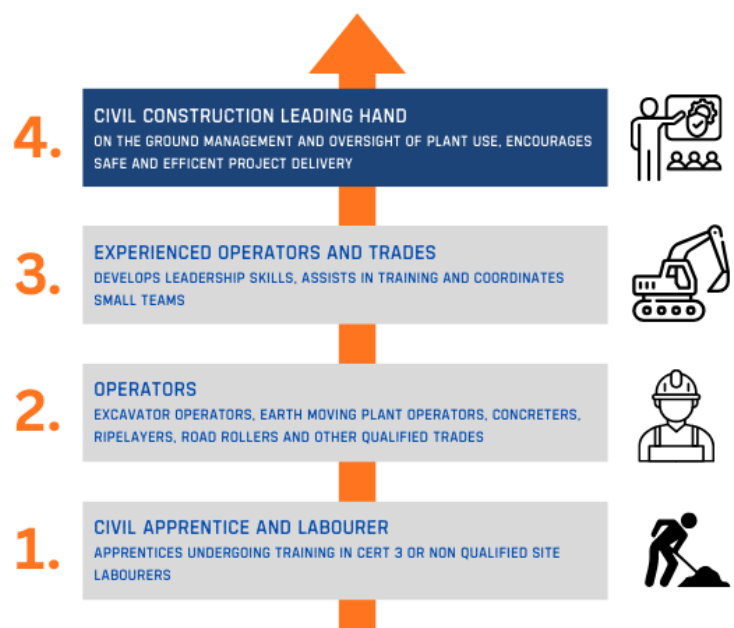 4.
CIVIL CONSTRUCTION LEADING HAND
ON THE GROUND MANAGEMENT AND OVERSIGHT OF PLANT USE, ENCOURAGES
SAFE AND EFFICENT PROJECT DELIVERY
3.
EXPERIENCED OPERATORS AND TRADES
DEVELOPS LEADERSHIP SKILLS, ASSISTS IN TRAINING AND COORDINATES
SMALL TEAMS
2.
OPERATORS
EXCAVATOR OPERATORS, EARTH MOVING PLANT OPERATORS, CONCRETERS,
RIPELAYERS, ROAD ROLLERS AND OTHER QUALIFIED TRADES
1.
CIVIL APPRENTICE AND LABOURER
APPRENTICES UNDERGOING TRAINING IN CERT 3 OR NON QUALIFIED SITE
LABOURERS